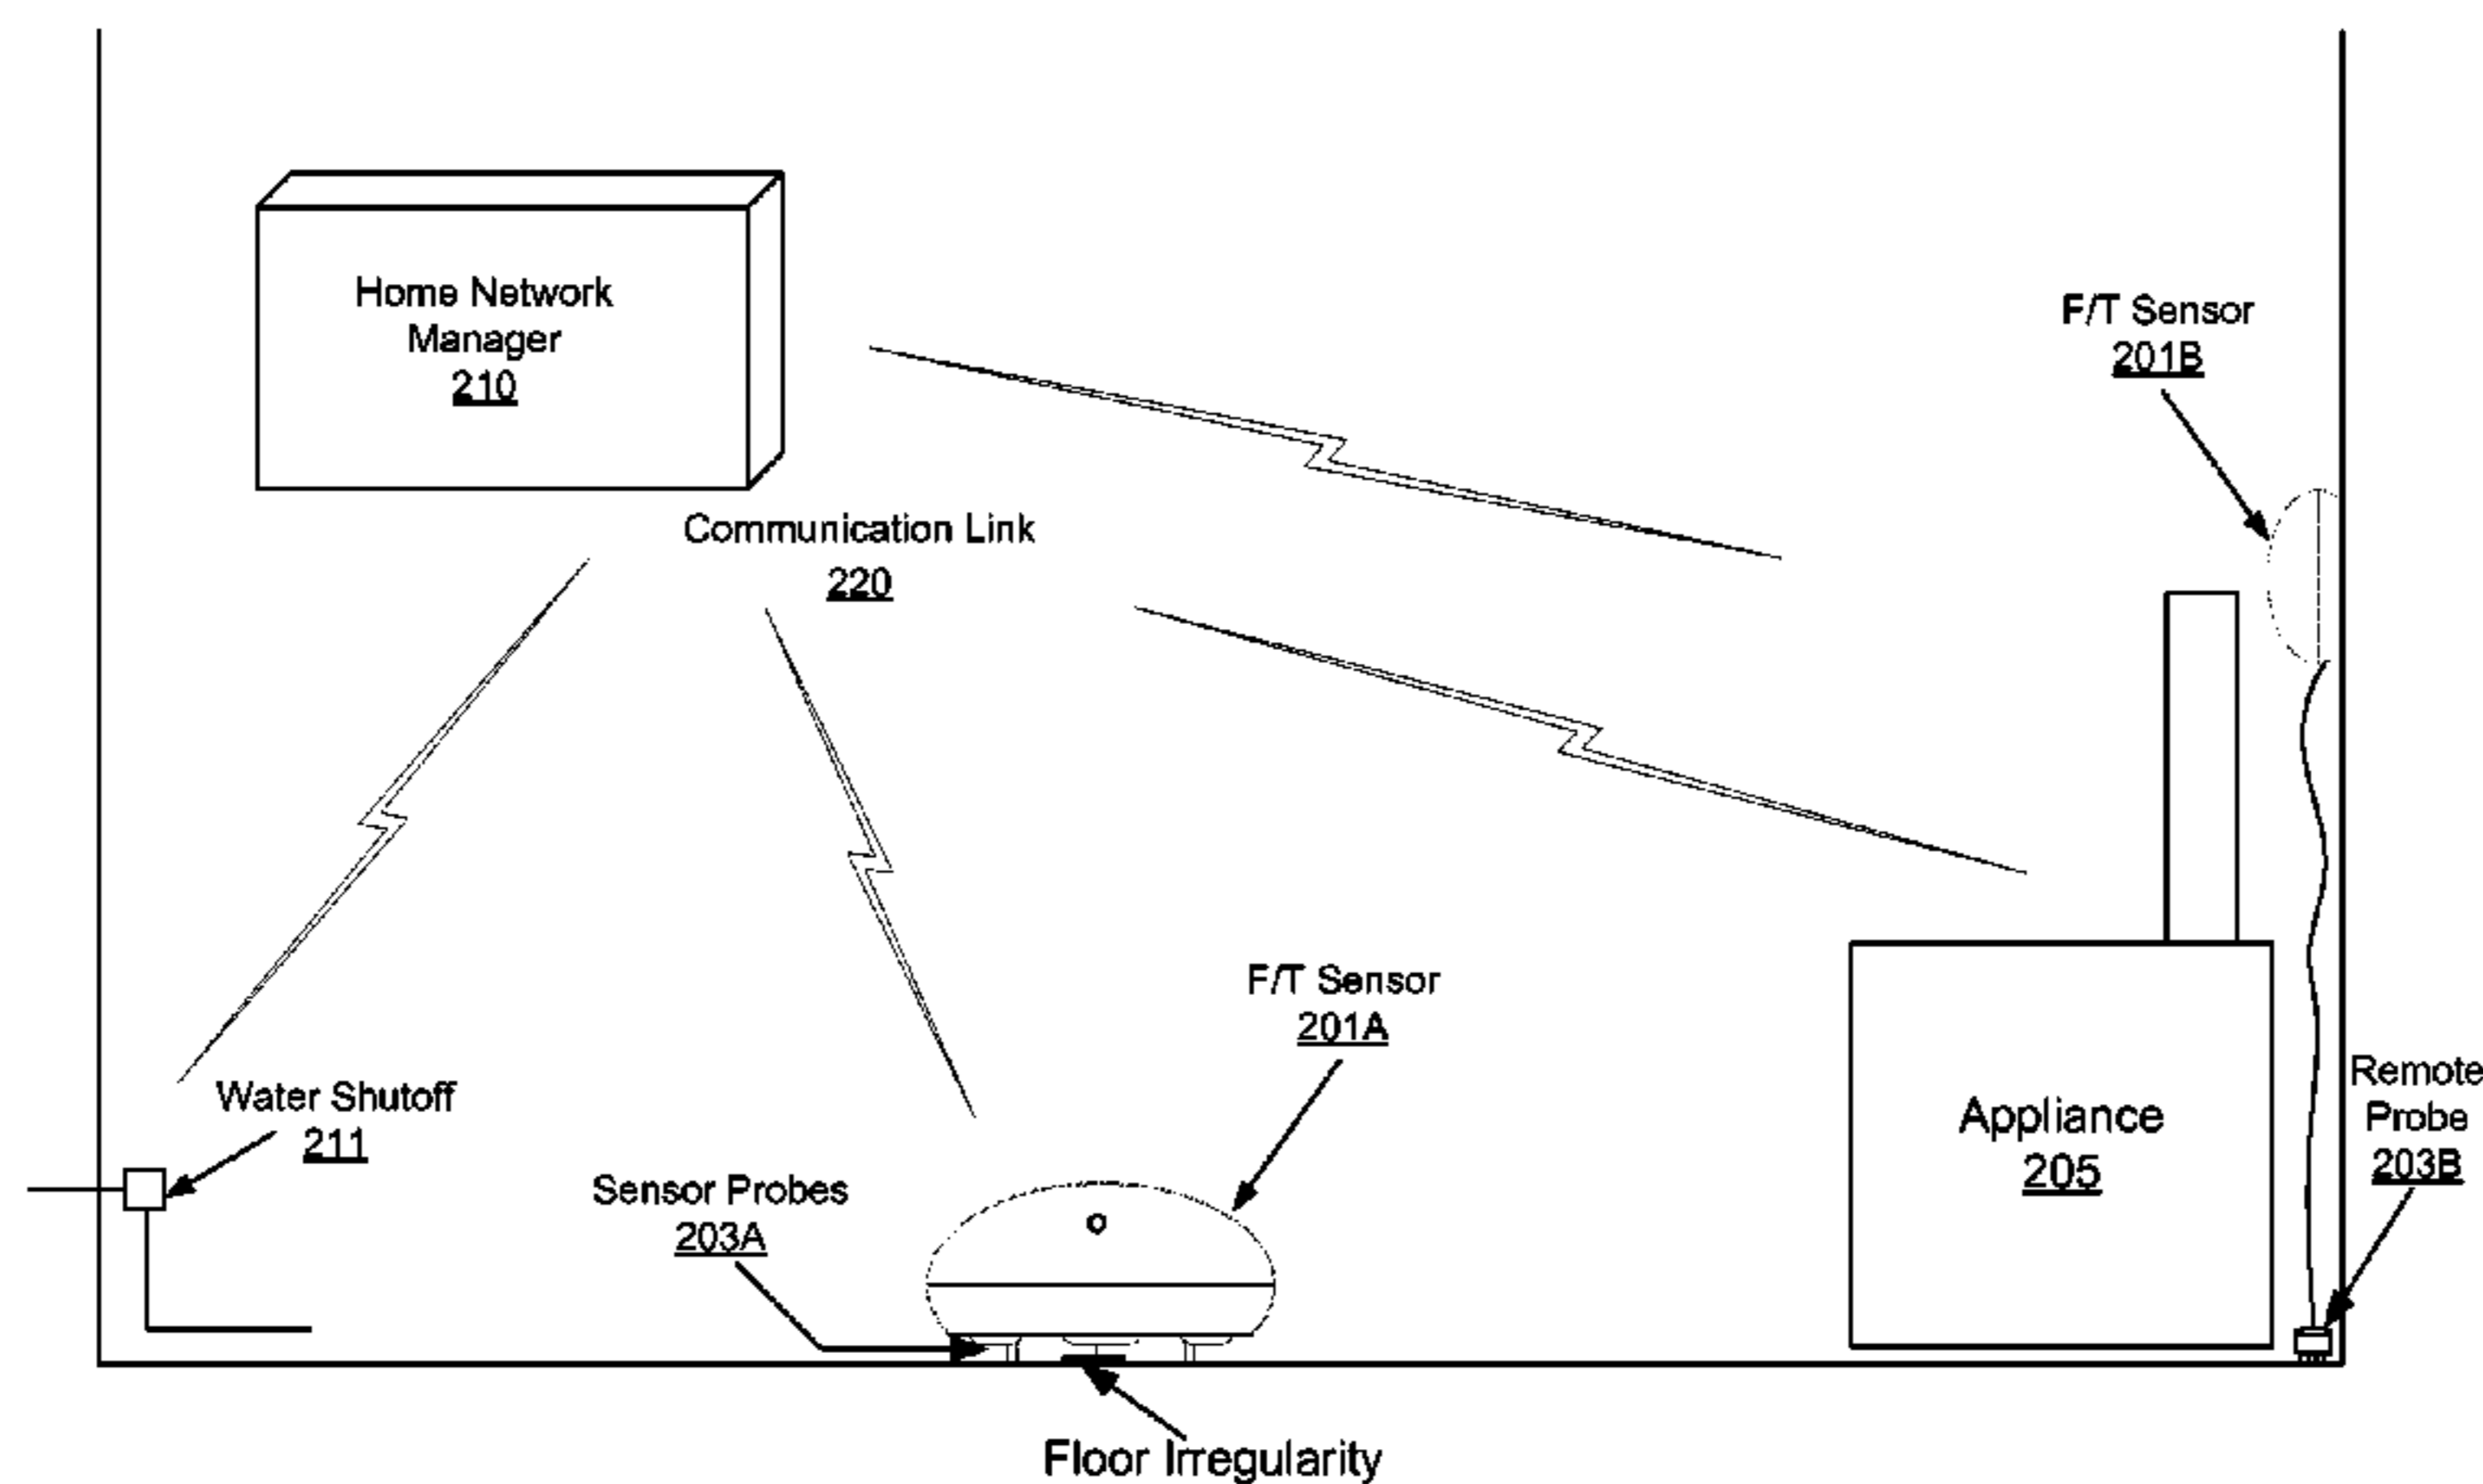 Home Network
Manager
210
F/T Sensor
201B
Communication Link
220
F/T Sensor
201A
Remote
Probe
203B
Water Shutoff
211
Appliance
205
Sensor Probes
203A
Floor Irregularity